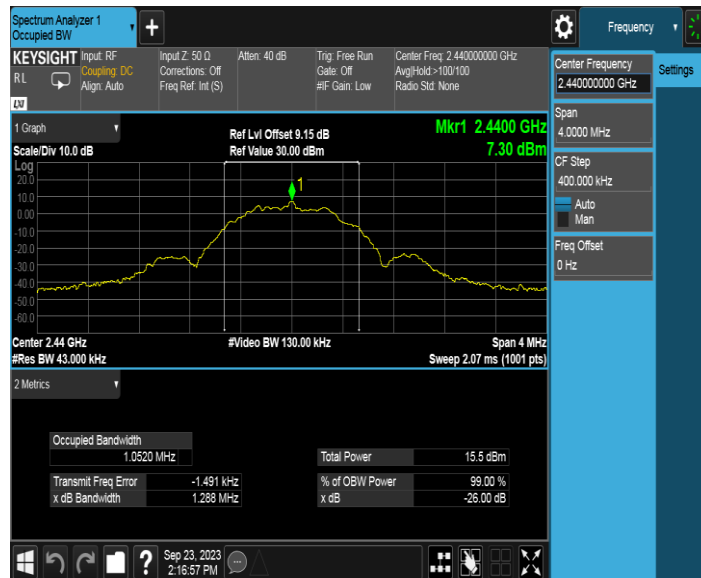 Spectrum Analyzer 1
Occupied BW
+
Frequency
KEYSIGHT
RL
LXI
Input: RF
Coupling: DC
Align: Auto
Input Z: 50 Ω
Corrections: Off
Freq Ref: Int (S)
Atten: 40 dB
Trig: Free Run
Gate: Off
#IF Gain: Low
Center Freq: 2.440000000 GHz
Avg|Hold:>100/100
Radio Std: None
Center Frequency
2.440000000 GHz
Settings
Span
4.0000 MHz
CF Step
400.000 kHz
Auto
Man
Freq Offset
0 Hz
1 Graph
Scale/Div 10.0 dB
Ref Lvl Offset 9.15 dB
Ref Value 30.00 dBm
Mkr1 2.4400 GHz
7.30 dBm
Log
20.0
10.0
0.00
-10.0
-20.0
-30.0
-40.0
-50.0
-60.0
1
Center 2.44 GHz
#Res BW 43.000 kHz
#Video BW 130.00 kHz
Span 4 MHz
Sweep 2.07 ms (1001 pts)
2 Metrics
Occupied Bandwidth
1.0520 MHz
Total Power 15.5 dBm
Transmit Freq Error -1.491 kHz
% of OBW Power 99.00 %
x dB Bandwidth 1.288 MHz
x dB -26.00 dB
?
Sep 23, 2023
2:16:57 PM